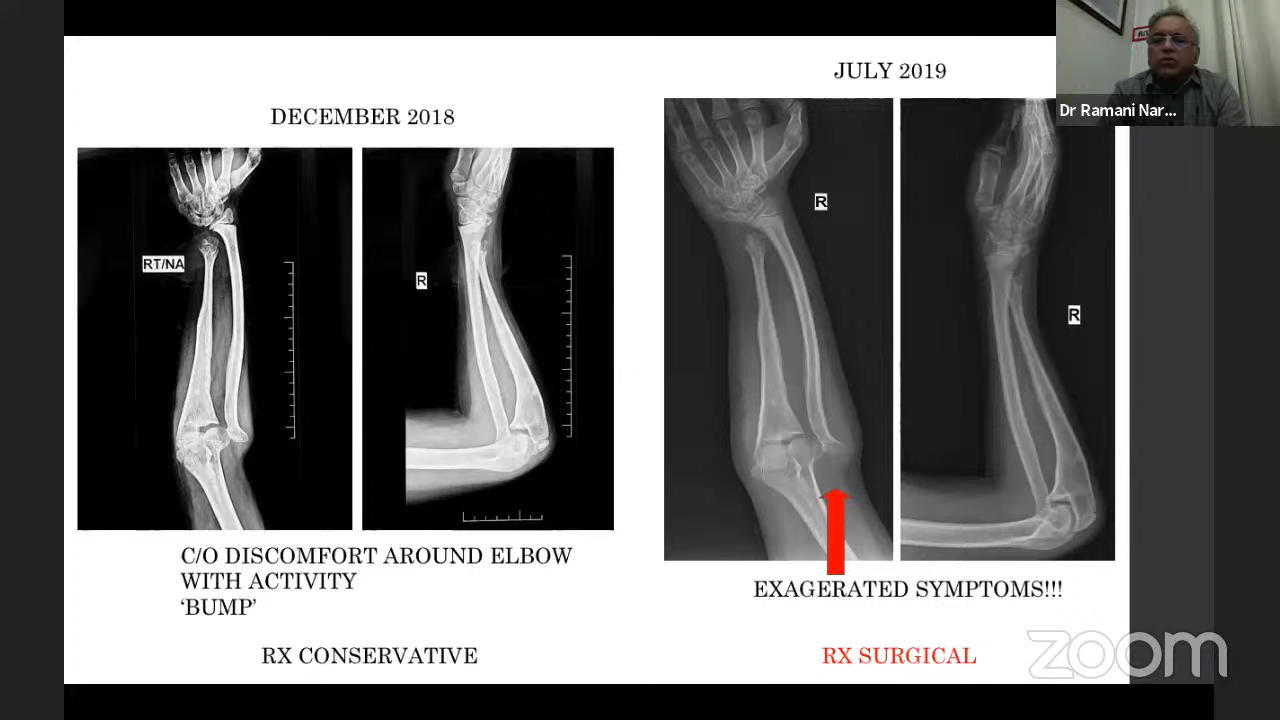 JULY 2019
DECEMBER 2018
Dr Ramani Nar...
RT/NA
R
R
R
C/O DISCOMFORT AROUND ELBOW
WITH ACTIVITY
‘BUMP’
EXAGERATED SYMPTOMS!!!
RX CONSERVATIVE
RX SURGICAL
zoom